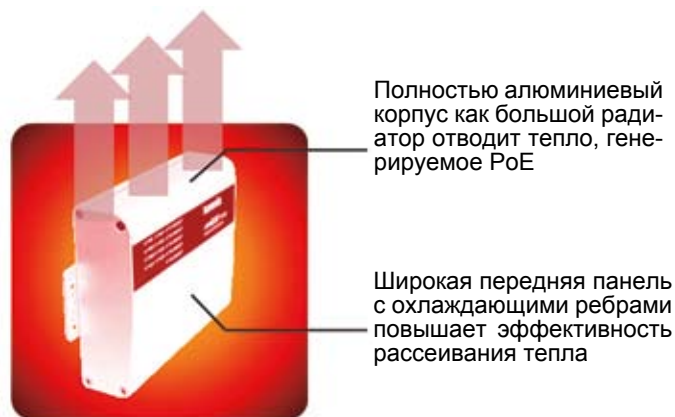 Полностью алюминиевый
корпус как большой ради-
атор отводит тепло, гене-
рируемое PoE
Широкая передняя панель
с охлаждающими ребрами
повышает эффективность
рассеивания тепла